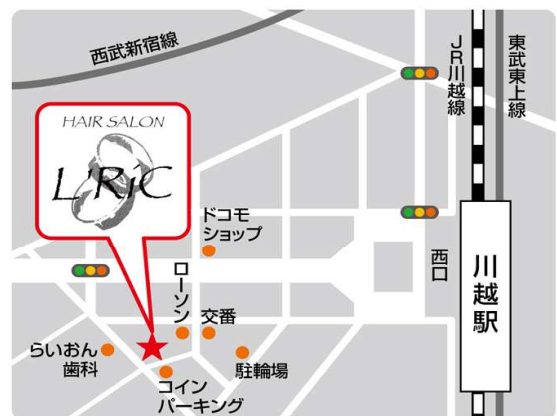 西武新宿線
JR川越線
東武東上線
HAIR SALON
L'RiC
ドコモ
ショップ
西口
川越駅
ローソン
交番
らいおん
歯科
駐輪場
コイン
パーキング